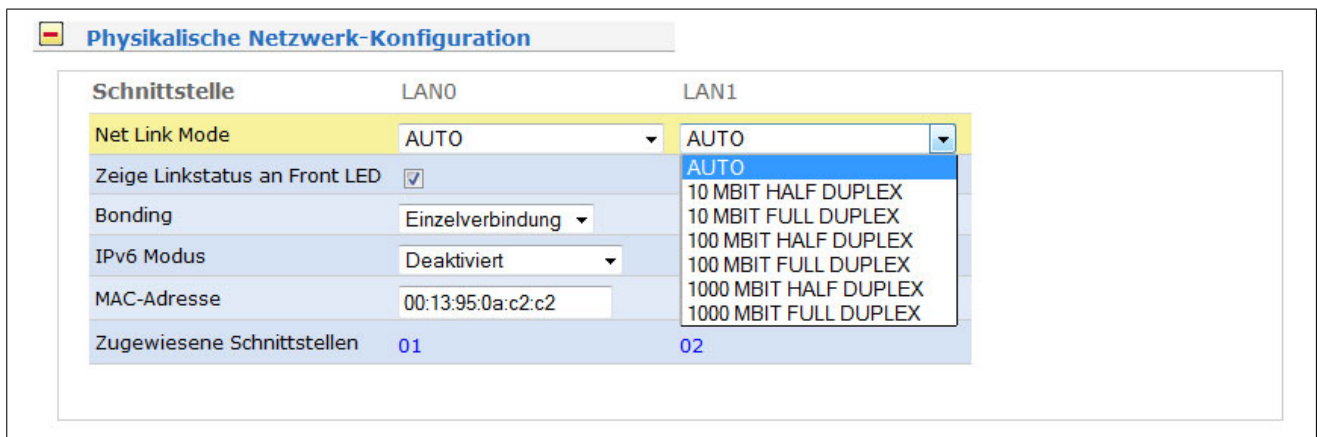 Physikalische Netzwerk-Konfiguration
Schnittstelle LAN0 LAN1
Net Link Mode AUTO AUTO
AUTO
Zeige Linkstatus an Front LED
10 MBIT HALF DUPLEX
Bonding Einzelverbindung 10 MBIT FULL DUPLEX
100 MBIT HALF DUPLEX
IPv6 Modus Deaktiviert 100 MBIT FULL DUPLEX
1000 MBIT HALF DUPLEX
MAC-Adresse 00:13:95:0a:c2:c2
1000 MBIT FULL DUPLEX
Zugewiesene Schnittstellen 01 02